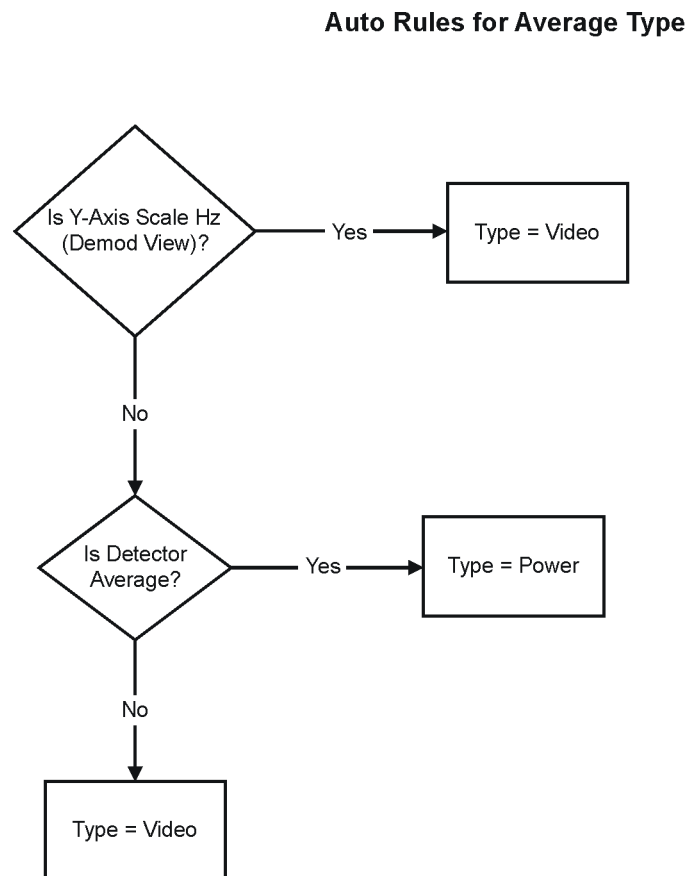 Auto Rules for Average Type
Is Y-Axis Scale Hz
(Demod View)?
Yes
Type = Video
No
Is Detector
Average?
Yes
Type = Power
No
Type = Video